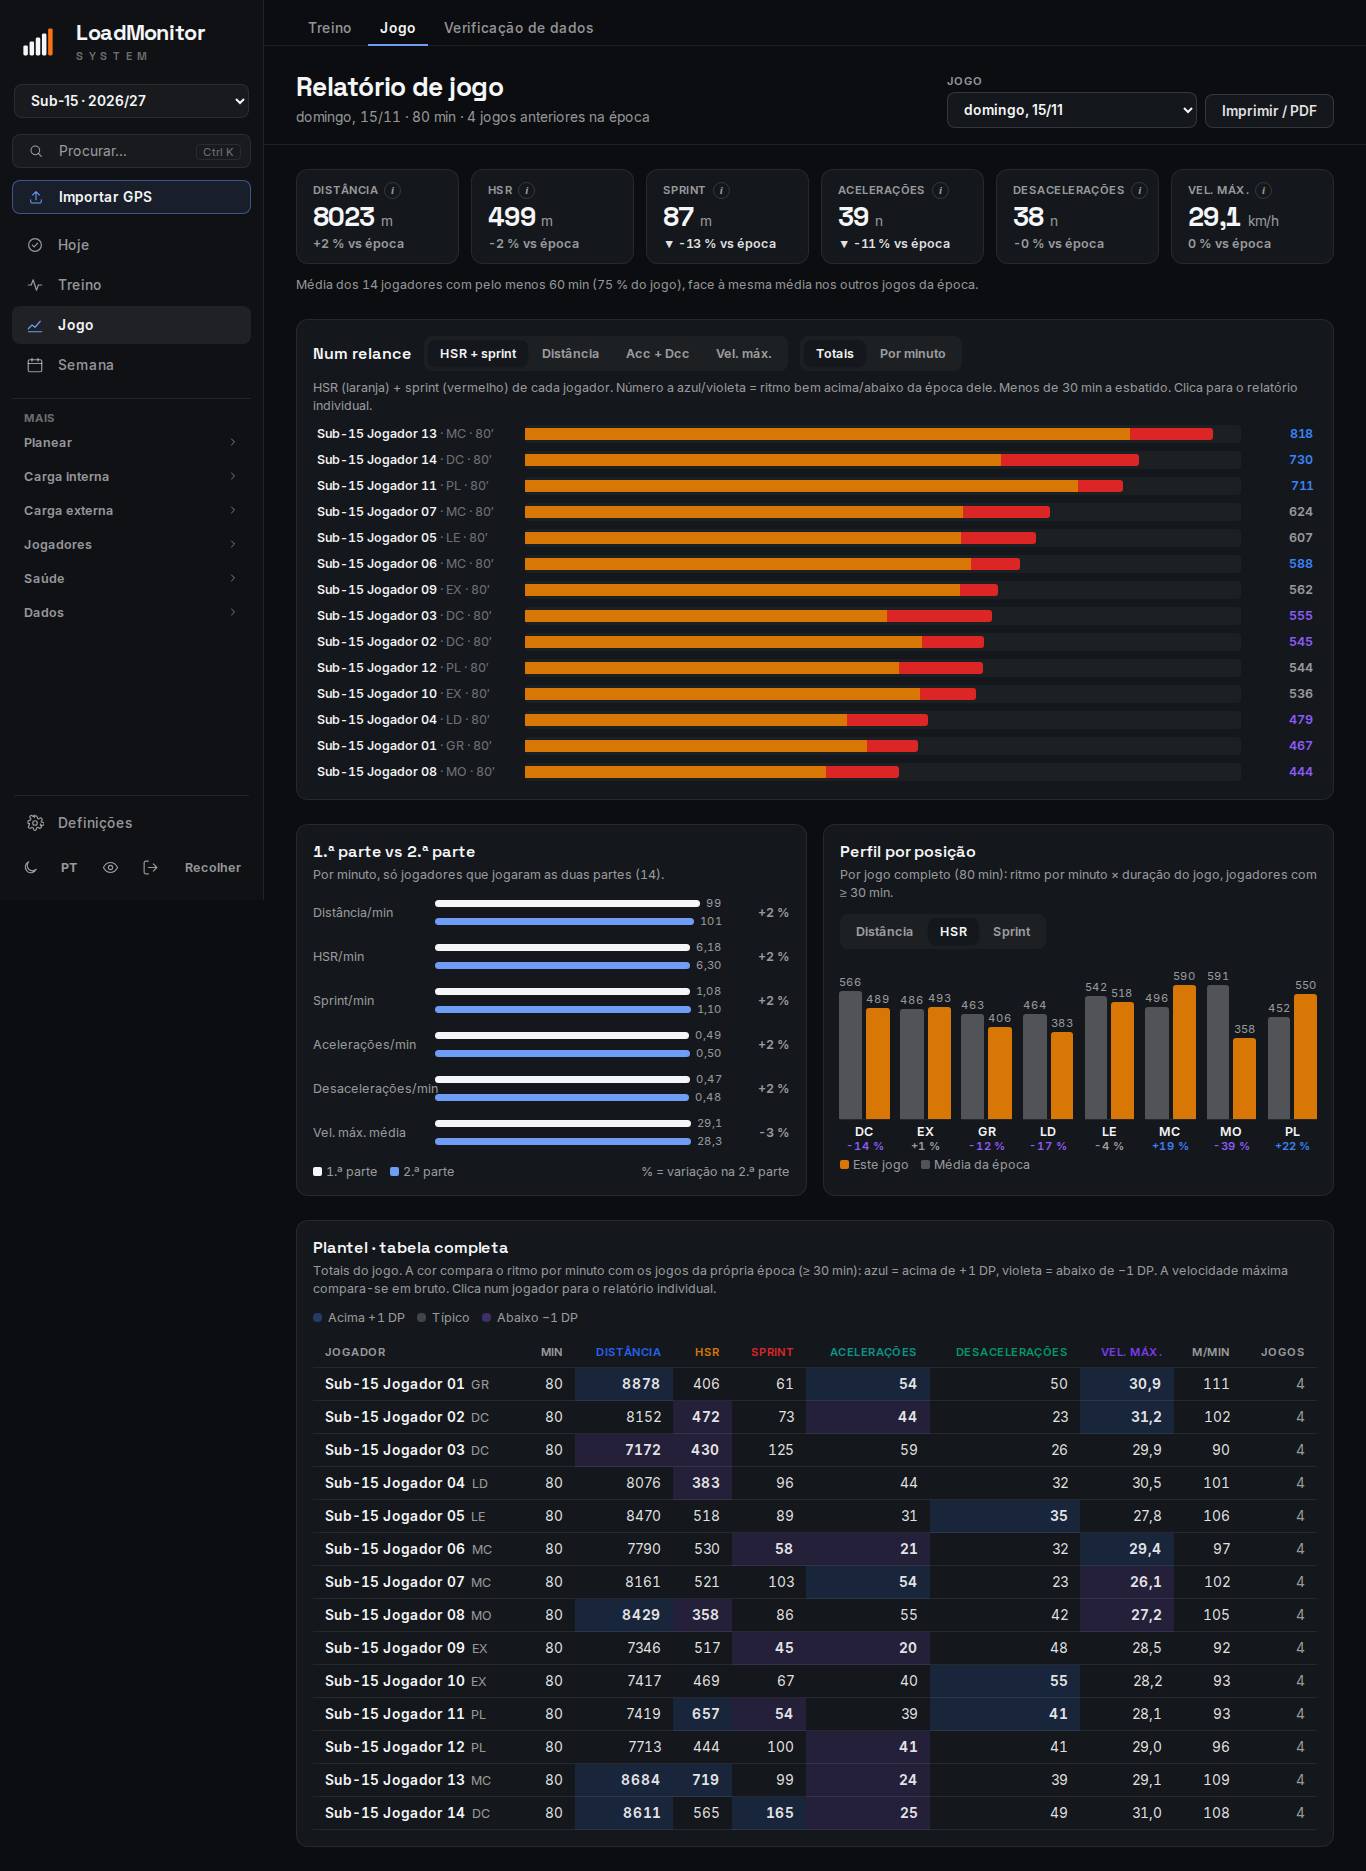 LoadMonitor
SYSTEM
Sub-15 · 2026/27
Procurar... Ctrl K
Importar GPS
Hoje
Treino
Jogo
Semana
MAIS
Planear
Carga interna
Carga externa
Jogadores
Saúde
Dados
Definições
PT Recolher
Treino Jogo Verificação de dados
Relatório de jogo
domingo, 15/11 · 80 min · 4 jogos anteriores na época
JOGO
domingo, 15/11 Imprimir / PDF
DISTÂNCIA i
8023 m
+2 % vs época
HSR i
499 m
-2 % vs época
SPRINT i
87 m
▼ -13 % vs época
ACELERAÇÕES i
39 n
▼ -11 % vs época
DESACELERAÇÕES i
38 n
-0 % vs época
VEL. MÁX. i
29,1 km/h
0 % vs época
Média dos 14 jogadores com pelo menos 60 min (75 % do jogo), face à mesma média nos outros jogos da época.
Num relance HSR + sprint Distância Acc + Dcc Vel. máx. Totais Por minuto
HSR (laranja) + sprint (vermelho) de cada jogador. Número a azul/violeta = ritmo bem acima/abaixo da época dele. Menos de 30 min a esbatido. Clica para o relatório
individual.
Sub-15 Jogador 13 · MC · 80' 818
Sub-15 Jogador 14 · DC · 80' 730
Sub-15 Jogador 11 · PL · 80' 711
Sub-15 Jogador 07 · MC · 80' 624
Sub-15 Jogador 05 · LE · 80' 607
Sub-15 Jogador 06 · MC · 80' 588
Sub-15 Jogador 09 · EX · 80' 562
Sub-15 Jogador 03 · DC · 80' 555
Sub-15 Jogador 02 · DC · 80' 545
Sub-15 Jogador 12 · PL · 80' 544
Sub-15 Jogador 10 · EX · 80' 536
Sub-15 Jogador 04 · LD · 80' 479
Sub-15 Jogador 01 · GR · 80' 467
Sub-15 Jogador 08 · MO · 80' 444
1.ª parte vs 2.ª parte
Por minuto, só jogadores que jogaram as duas partes (14).
Distância/min 99 101 +2 %
HSR/min 6,18 6,30 +2 %
Sprint/min 1,08 1,10 +2 %
Acelerações/min 0,49 0,50 +2 %
Desacelerações/min 0,47 0,48 +2 %
Vel. máx. média 29,1 28,3 -3 %
1.ª parte 2.ª parte % = variação na 2.ª parte
Perfil por posição
Por jogo completo (80 min): ritmo por minuto × duração do jogo, jogadores com
≥ 30 min.
Distância HSR Sprint
566 489 486 493 463 406 464 383 542 518 496 590 591 358 452 550
DC EX GR LD LE MC MO PL
-14 % +1 % -12 % -17 % -4 % +19 % -39 % +22 %
Este jogo Média da época
Plantel · tabela completa
Totais do jogo. A cor compara o ritmo por minuto com os jogos da própria época (≥ 30 min): azul = acima de +1 DP, violeta = abaixo de −1 DP. A velocidade máxima
compara-se em bruto. Clica num jogador para o relatório individual.
Acima +1 DP Típico Abaixo −1 DP
JOGADOR MIN DISTÂNCIA HSR SPRINT ACELERAÇÕES DESACELERAÇÕES VEL. MÁX. M/MIN JOGOS
Sub-15 Jogador 01 GR 80 8878 406 61 54 50 30,9 111 4
Sub-15 Jogador 02 DC 80 8152 472 73 44 23 31,2 102 4
Sub-15 Jogador 03 DC 80 7172 430 125 59 26 29,9 90 4
Sub-15 Jogador 04 LD 80 8076 383 96 44 32 30,5 101 4
Sub-15 Jogador 05 LE 80 8470 518 89 31 35 27,8 106 4
Sub-15 Jogador 06 MC 80 7790 530 58 21 32 29,4 97 4
Sub-15 Jogador 07 MC 80 8161 521 103 54 23 26,1 102 4
Sub-15 Jogador 08 MO 80 8429 358 86 55 42 27,2 105 4
Sub-15 Jogador 09 EX 80 7346 517 45 20 48 28,5 92 4
Sub-15 Jogador 10 EX 80 7417 469 67 40 55 28,2 93 4
Sub-15 Jogador 11 PL 80 7419 657 54 39 41 28,1 93 4
Sub-15 Jogador 12 PL 80 7713 444 100 41 41 29,0 96 4
Sub-15 Jogador 13 MC 80 8684 719 99 24 39 29,1 109 4
Sub-15 Jogador 14 DC 80 8611 565 165 25 49 31,0 108 4